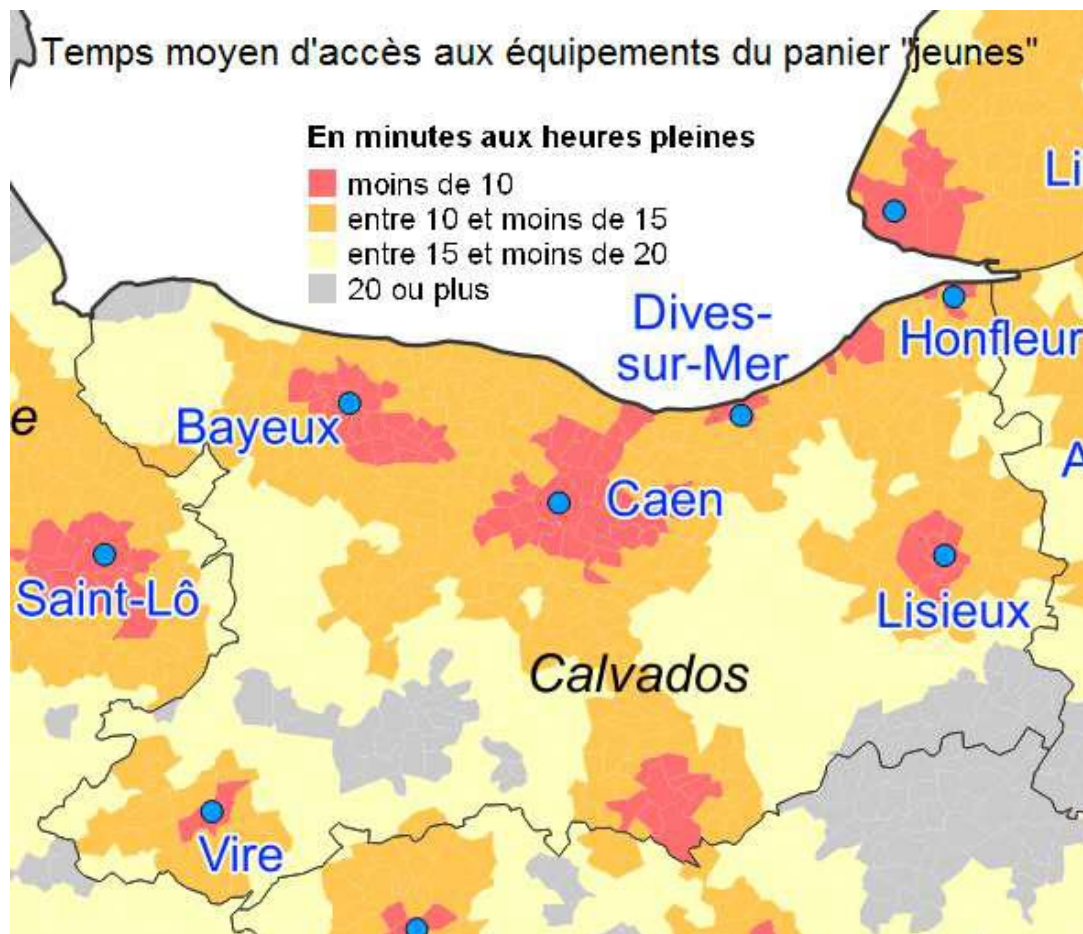 Temps moyen d'accès aux équipements du panier "jeunes"
En minutes aux heures pleines
moins de 10
entre 10 et moins de 15
entre 15 et moins de 20
20 ou plus
Li
Dives-
sur-Mer
Honfleur
e
Bayeux
A
Caen
Saint-Lô
Lisieux
Calvados
Vire